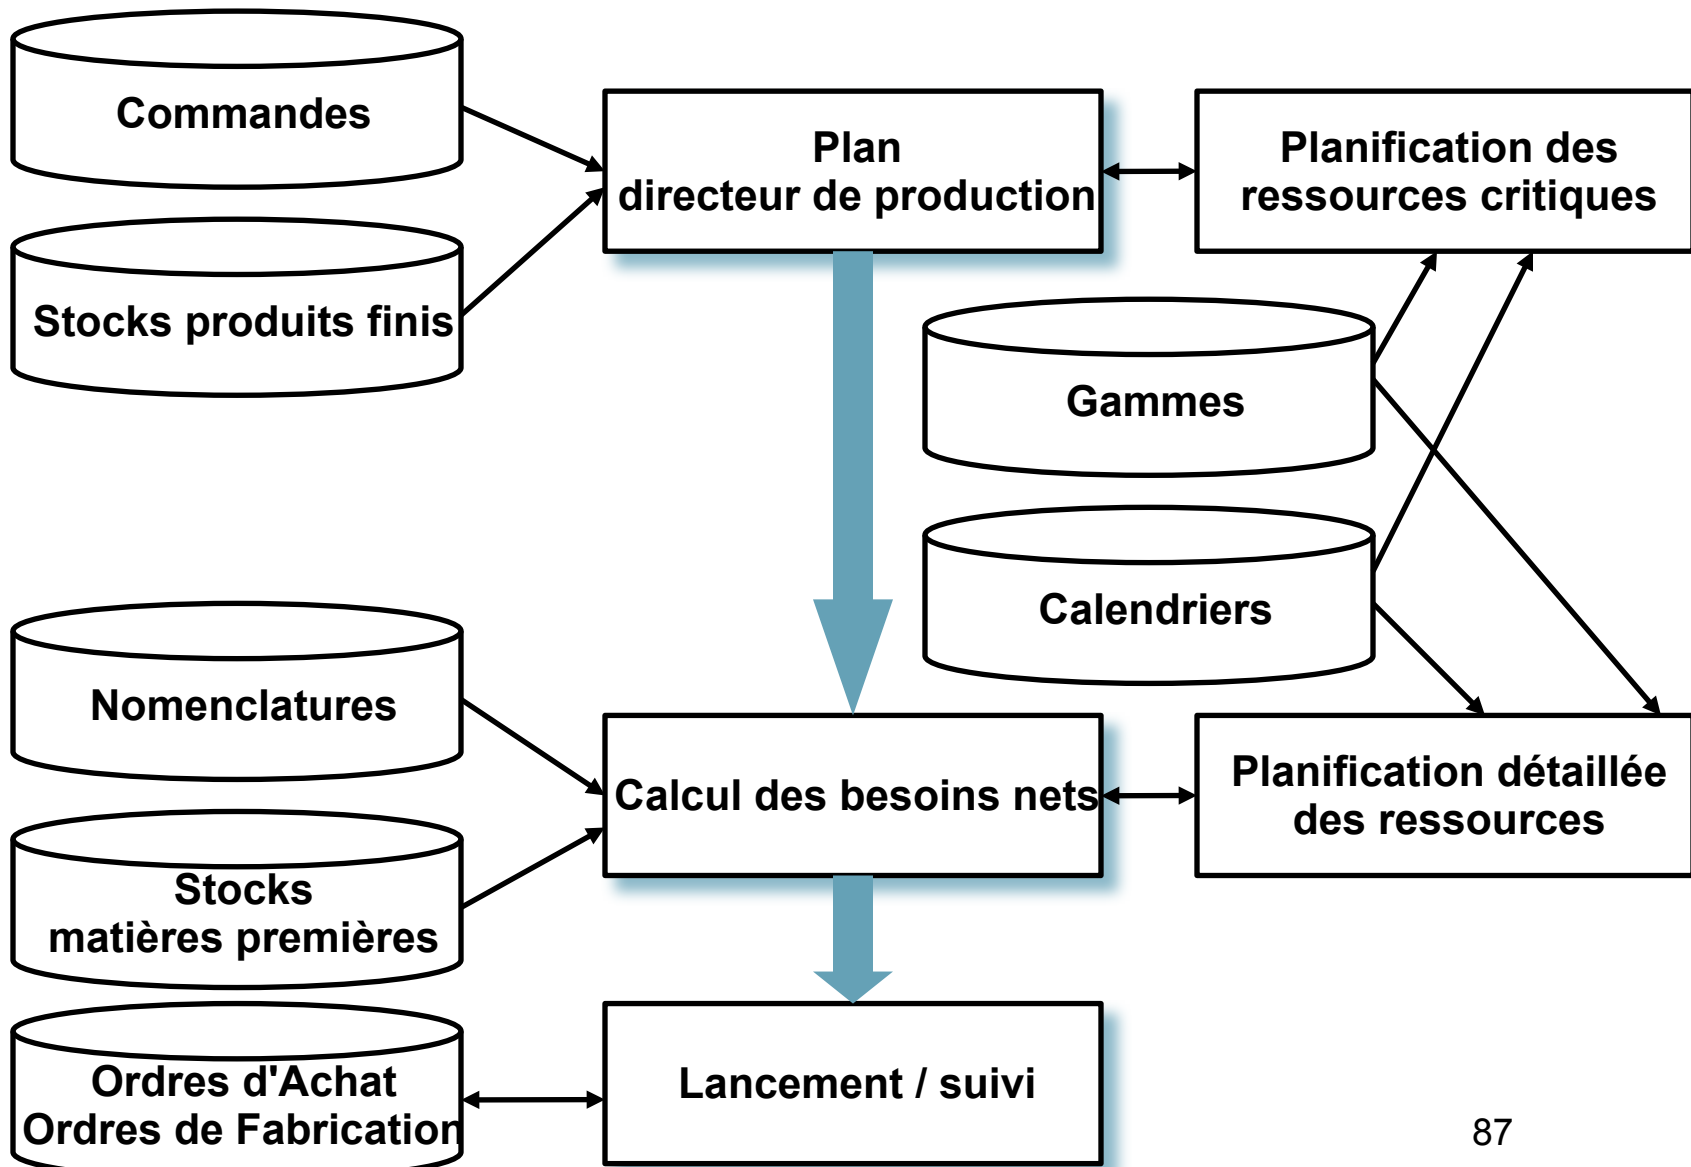 Commandes
Plan
directeur de production
Planification des
ressources critiques
Stocks produits finis
Gammes
Calendriers
Nomenclatures
Calcul des besoins nets
Planification détaillée
des ressources
Stocks
matières premières
Ordres d'Achat
Ordres de Fabrication
Lancement / suivi
87